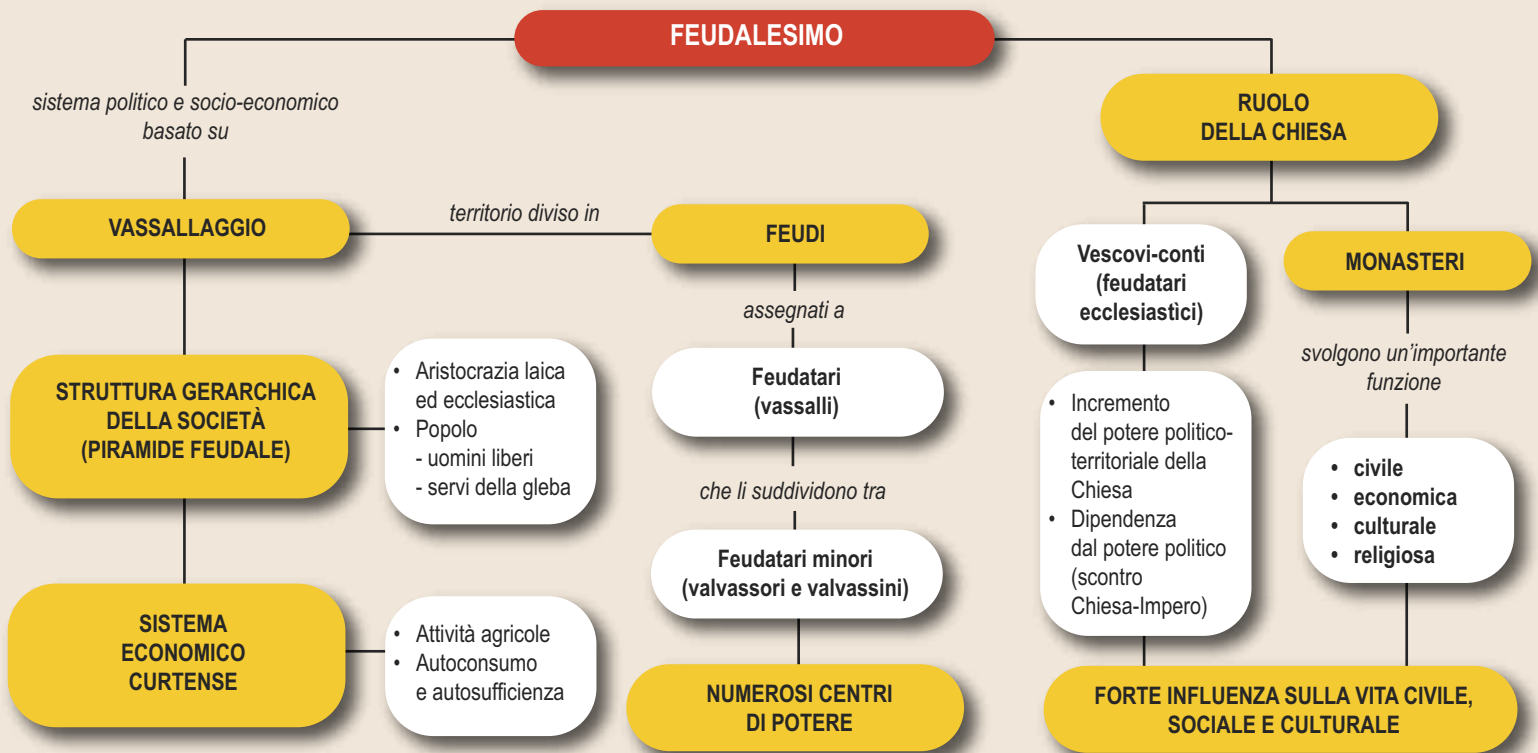 FEUDALESIMO
sistema politico e socio-economico
basato su
VASSALLAGGIO
territorio diviso in
FEUDI
STRUTTURA GERARCHICA
DELLA SOCIETÀ
(PIRAMIDE FEUDALE)
• Aristocrazia laica
ed ecclesiastica
• Popolo
- uomini liberi
- servi della gleba
SISTEMA
ECONOMICO
CURTENSE
• Attività agricole
• Autoconsumo
e autosufficienza
assegnati a
Feudatari
(vassalli)
che li suddividono tra
Feudatari minori
(valvassori e valvassini)
NUMEROSI CENTRI
DI POTERE
RUOLO
DELLA CHIESA
Vescovi-conti
(feudatari
ecclesiastìci)
• Incremento
del potere politico-
territoriale della
Chiesa
• Dipendenza
dal potere politico
(scontro
Chiesa-Impero)
MONASTERI
svolgono un’importante
funzione
• civile
• economica
• culturale
• religiosa
FORTE INFLUENZA SULLA VITA CIVILE,
SOCIALE E CULTURALE